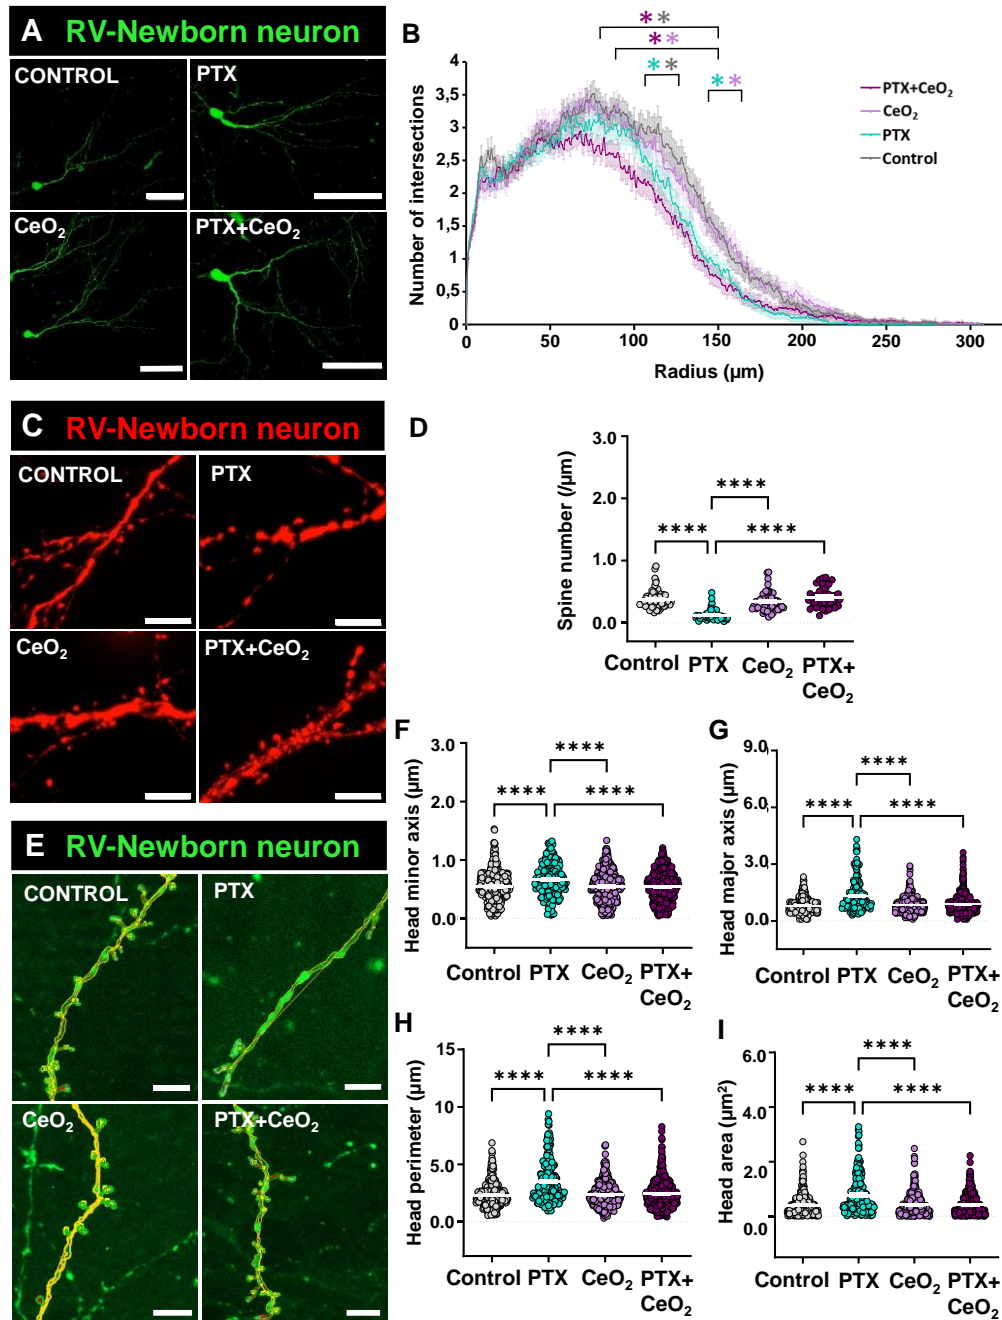 A RV-Newborn neuron
CONTROL
PTX
CeO₂
PTX+CeO₂
B
* *
* *
* *
* *
Number of intersections
4
3,5
3
2,5
2
1,5
1
0,5
0
0 50 100 150 200 250 300
Radius (μm)
PTX+CeO₂
CeO₂
PTX
Control
C RV-Newborn neuron
CONTROL
PTX
CeO₂
PTX+CeO₂
D
Spine number (/μm)
3.0
2.0
1.0
0.0
****
**** ****
Control PTX CeO₂ PTX+
CeO₂
E RV-Newborn neuron
CONTROL
PTX
CeO₂
PTX+CeO₂
F
Head minor axis (μm)
3.0
2.0
1.0
0.0
****
**** ****
Control PTX CeO₂ PTX+
CeO₂
G
Head major axis (μm)
9.0
6.0
3.0
0.0
****
**** ****
Control PTX CeO₂ PTX+
CeO₂
H
Head perimeter (μm)
15
10
5.0
0.0
****
**** ****
Control PTX CeO₂ PTX+
CeO₂
I
Head area (μm²)
6.0
4.0
2.0
0.0
****
**** ****
Control PTX CeO₂ PTX+
CeO₂